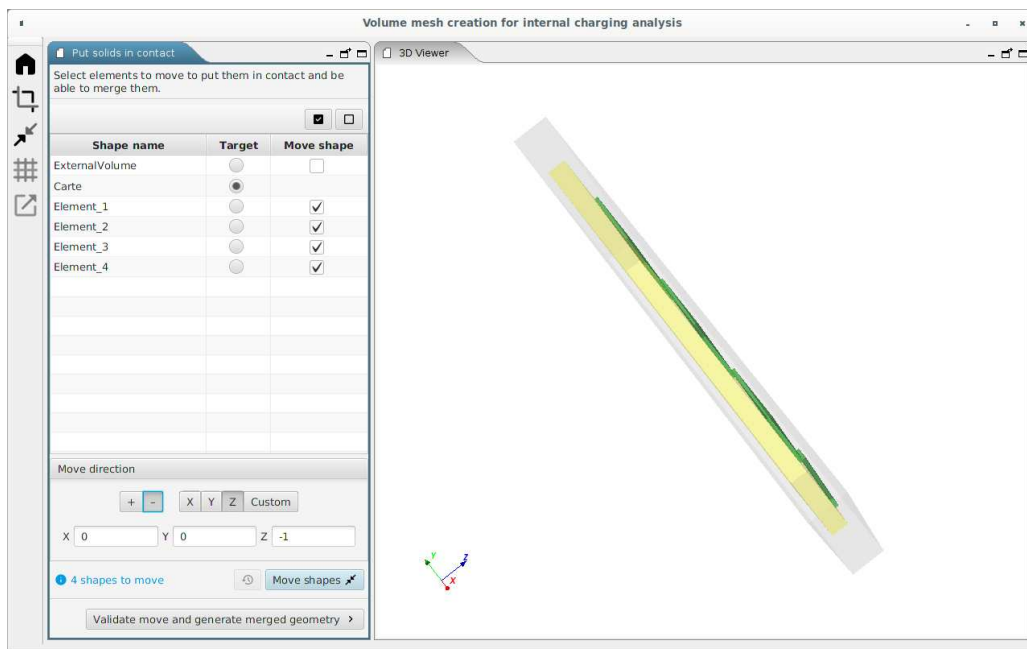 Volume mesh creation for internal charging analysis
Put solids in contact
Select elements to move to put them in contact and be
able to merge them.
Shape name Target Move shape
ExternalVolume
Carte
Element_1
Element_2
Element_3
Element_4
Move direction
+ - X Y Z Custom
X 0 Y 0 Z -1
4 shapes to move Move shapes
Validate move and generate merged geometry >
3D Viewer
Y Z
X